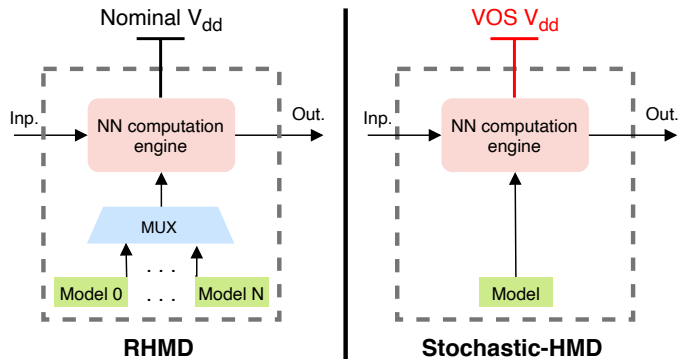 Nominal Vdd
Inp.
NN computation
engine
Out.
MUX
. . .
Model 0
. . .
Model N
RHMD
VOS Vdd
Inp.
NN computation
engine
Out.
Model
Stochastic-HMD